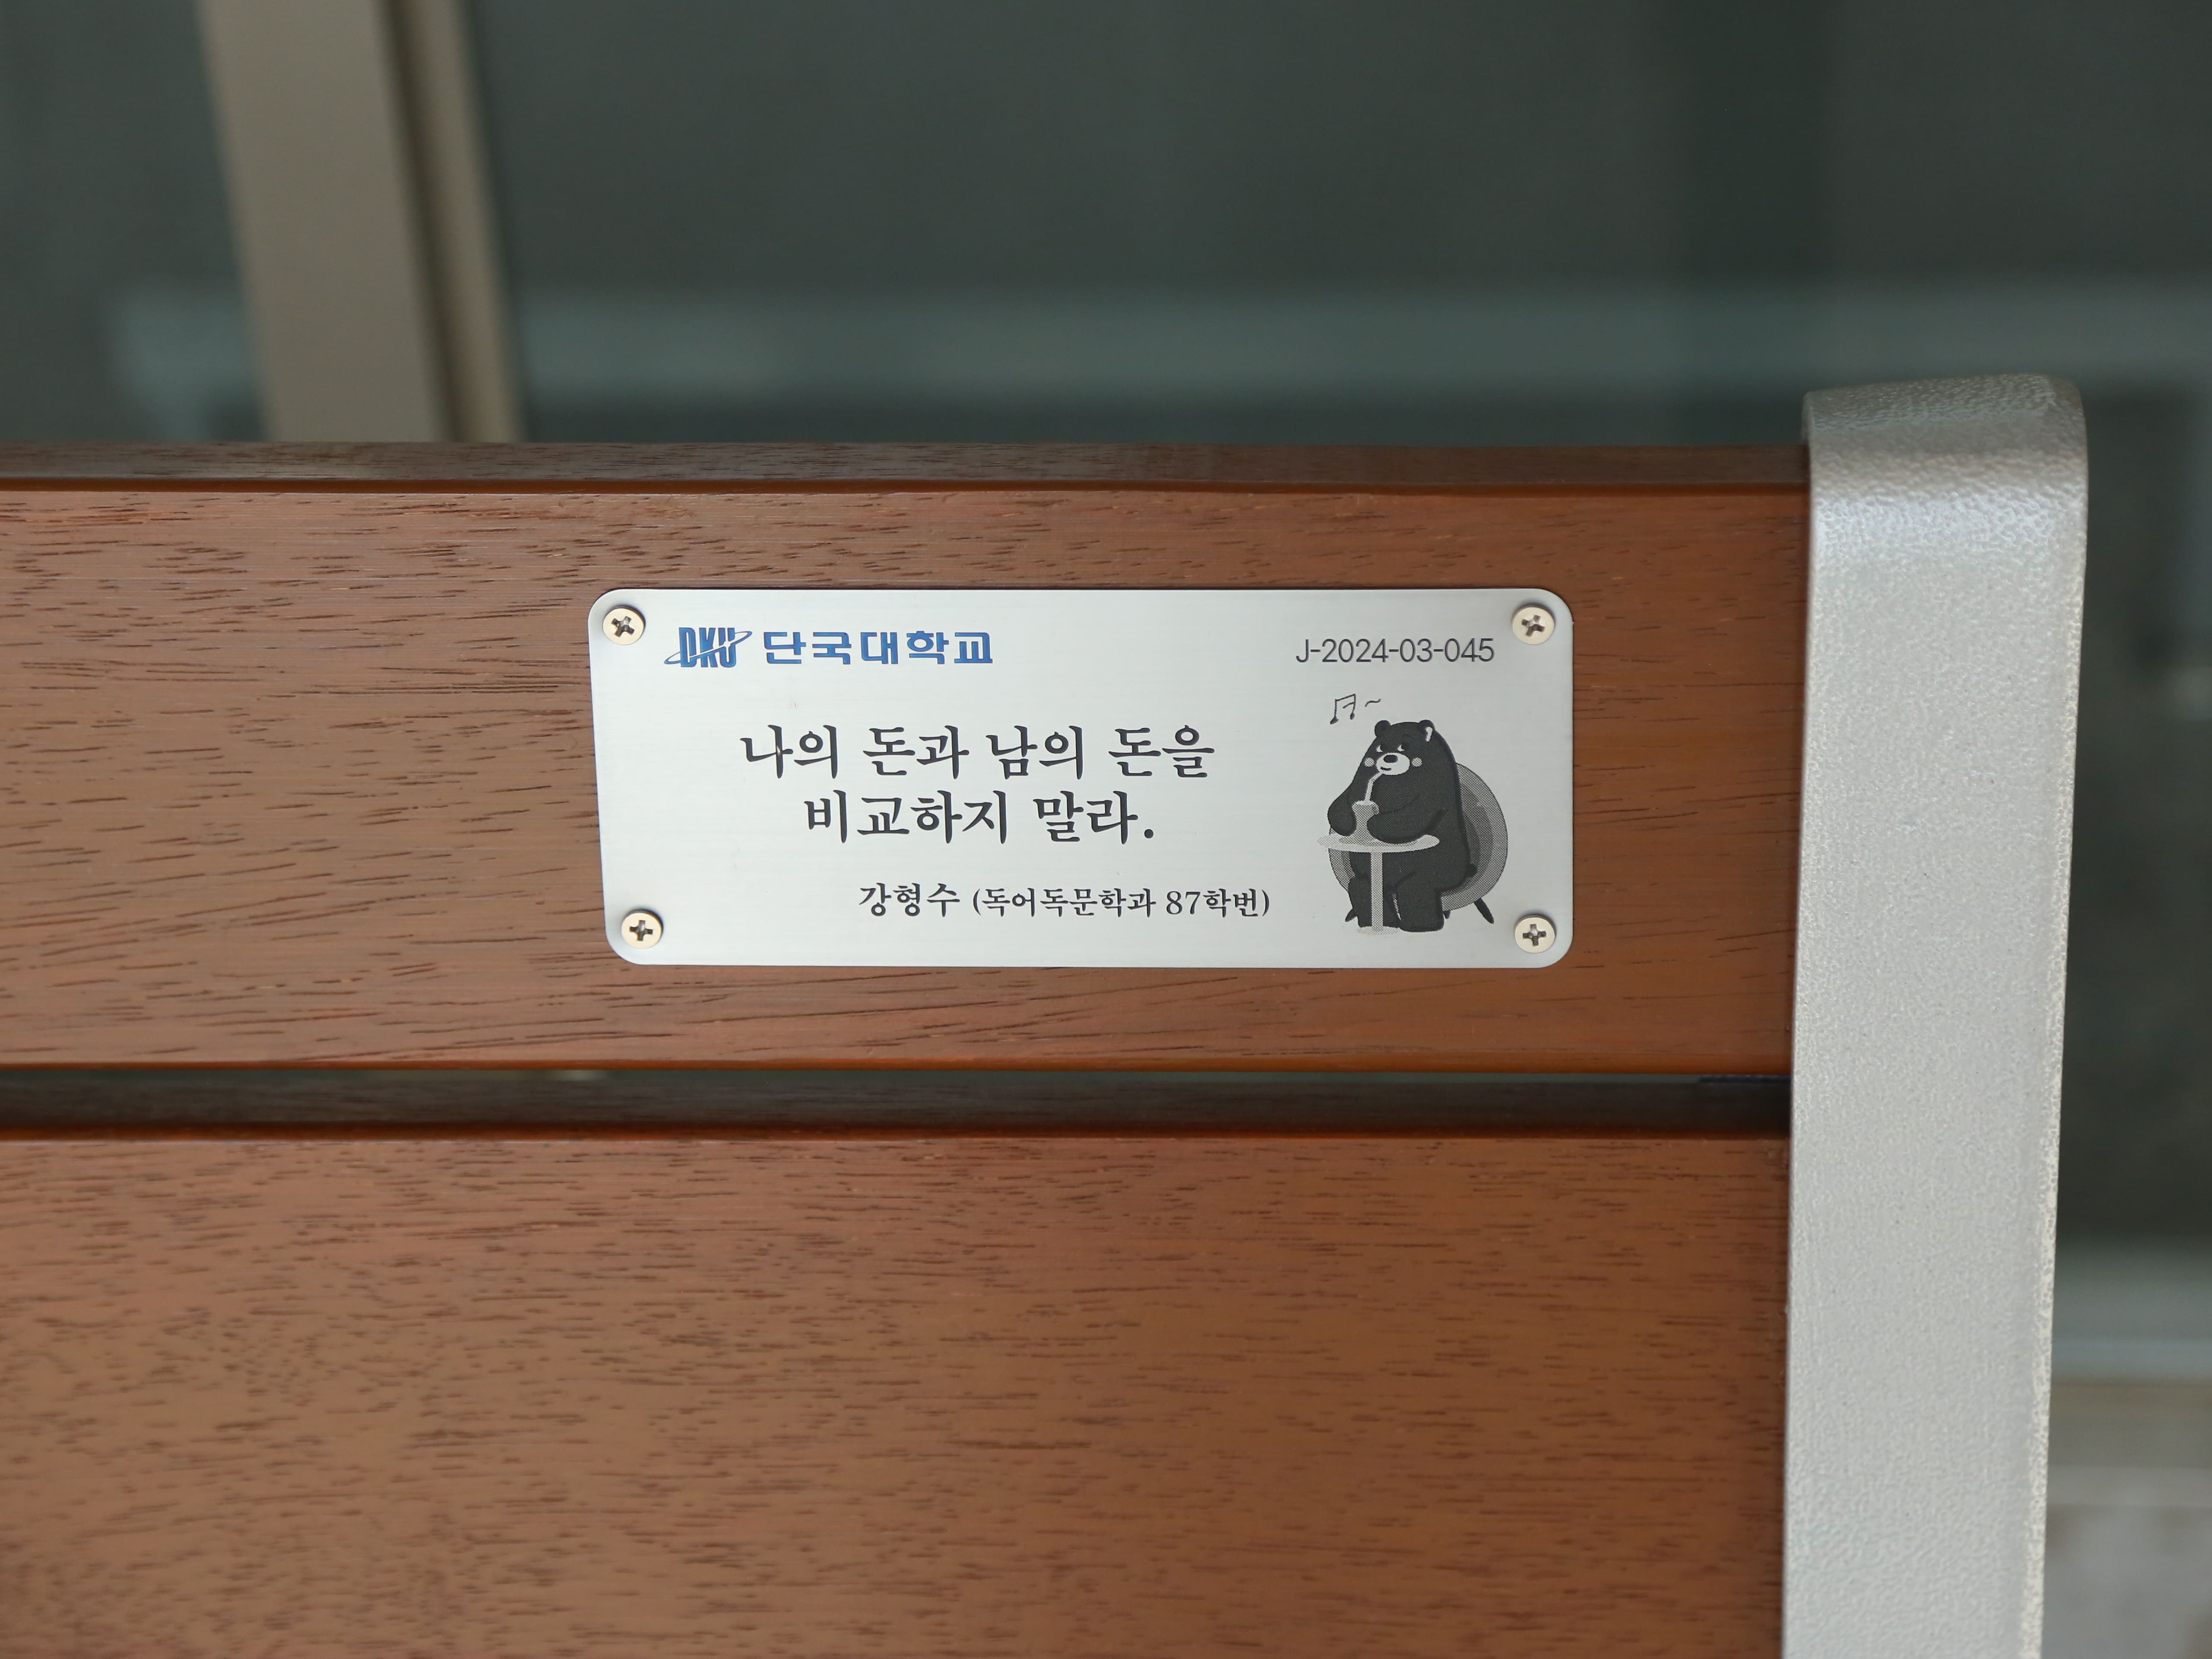 DKU 단국대학교
J-2024-03-045
나의 돈과 남의 돈을
비교하지 말라.
강형수 (독어독문학과 87학번)